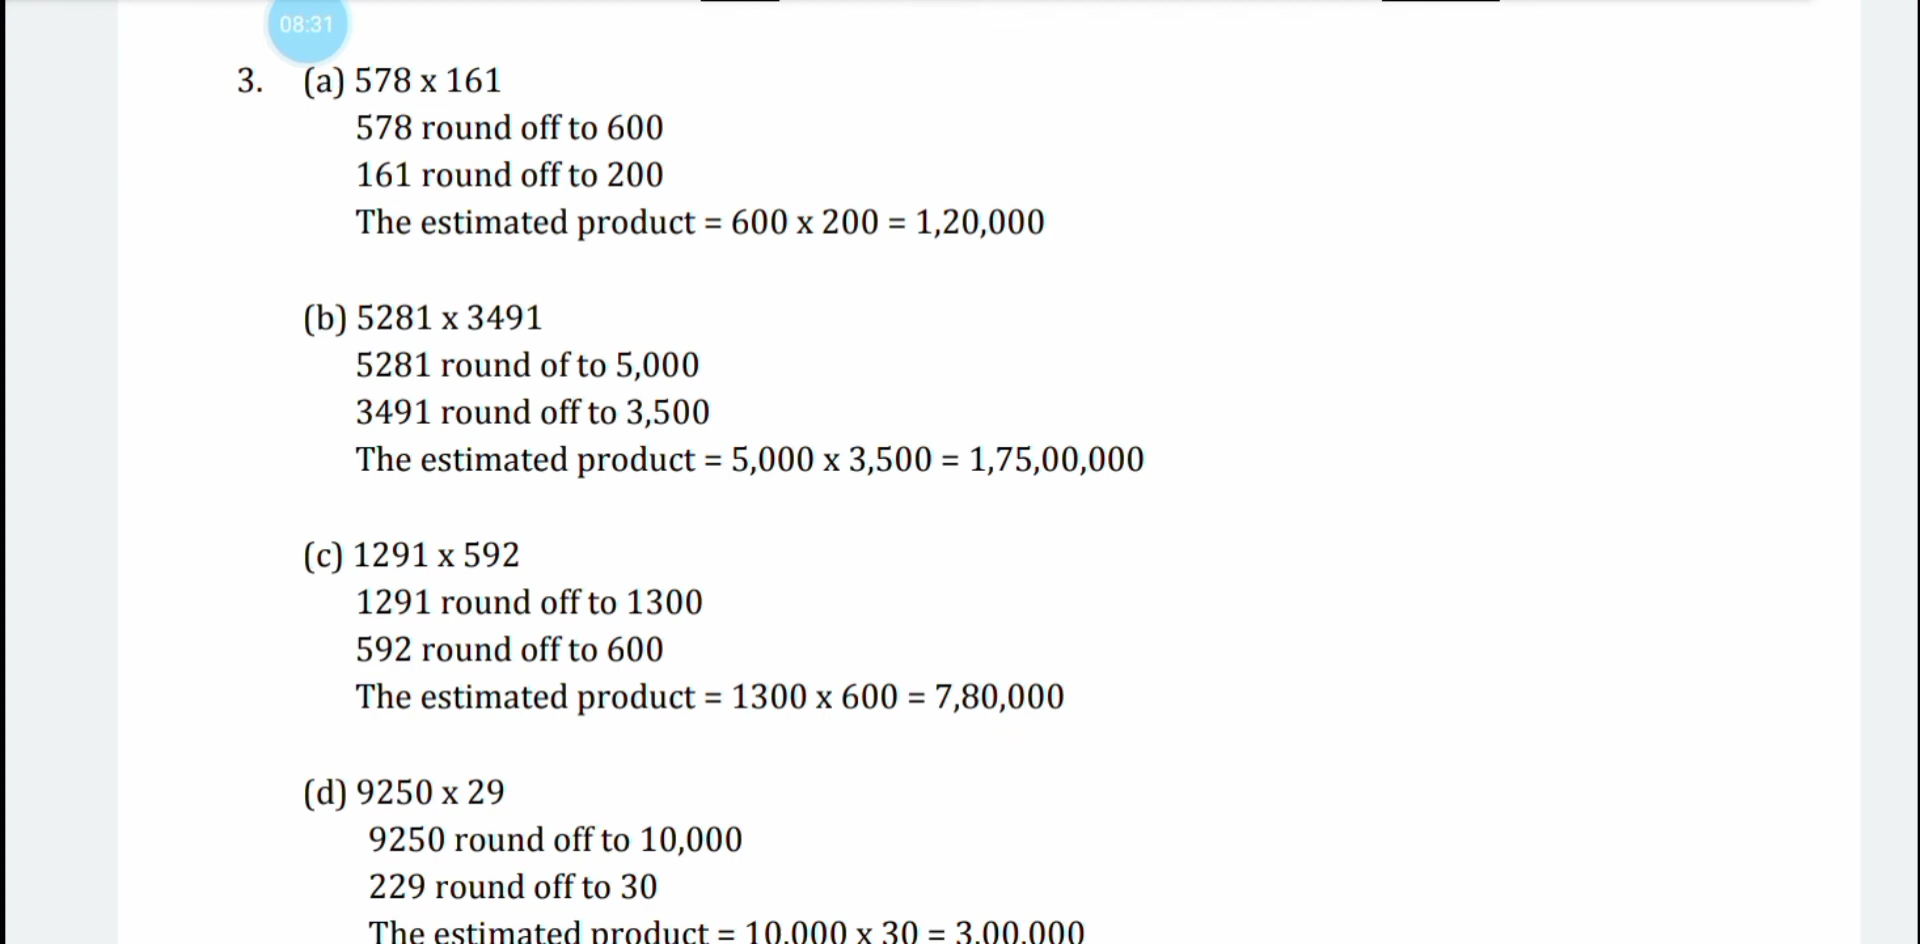 08:31
3. (a) 578 x 161
578 round off to 600
161 round off to 200
The estimated product = 600 x 200 = 1,20,000
(b) 5281 x 3491
5281 round of to 5,000
3491 round off to 3,500
The estimated product = 5,000 x 3,500 = 1,75,00,000
(c) 1291 x 592
1291 round off to 1300
592 round off to 600
The estimated product = 1300 x 600 = 7,80,000
(d) 9250 x 29
9250 round off to 10,000
229 round off to 30
The estimated product = 10,000 x 30 = 3,00,000